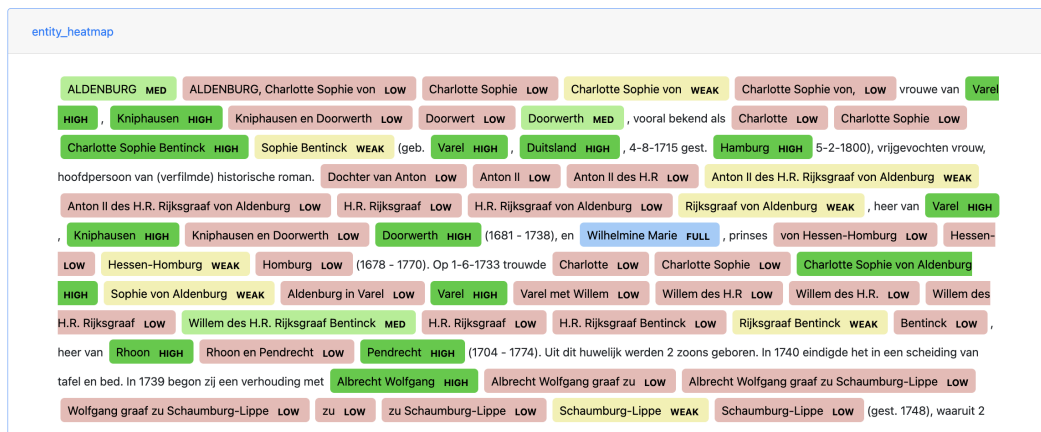 entity_heatmap
ALDENBURG MED ALDENBURG, Charlotte Sophie von LOW Charlotte Sophie LOW Charlotte Sophie von WEAK Charlotte Sophie von, LOW vrouwe van Varel
HIGH , Kniphausen HIGH Kniphausen en Doorwerth LOW Doorwert LOW Doorwerth MED , vooral bekend als Charlotte LOW Charlotte Sophie LOW
Charlotte Sophie Bentinck HIGH Sophie Bentinck WEAK (geb. Varel HIGH , Duitsland HIGH , 4-8-1715 gest. Hamburg HIGH 5-2-1800), vrijgevochten vrouw,
hoofdpersoon van (verfilmde) historische roman. Dochter van Anton LOW Anton II LOW Anton II des H.R LOW Anton II des H.R. Rijksgraaf von Aldenburg WEAK
Anton II des H.R. Rijksgraaf von Aldenburg LOW H.R. Rijksgraaf LOW H.R. Rijksgraaf von Aldenburg LOW Rijksgraaf von Aldenburg WEAK , heer van Varel HIGH
, Kniphausen HIGH Kniphausen en Doorwerth LOW Doorwerth HIGH (1681 - 1738), en Wilhelmine Marie FULL , prinses von Hessen-Homburg LOW Hessen-
LOW Hessen-Homburg WEAK Homburg LOW (1678 - 1770). Op 1-6-1733 trouwde Charlotte LOW Charlotte Sophie LOW Charlotte Sophie von Aldenburg
HIGH Sophie von Aldenburg WEAK Aldenburg in Varel LOW Varel HIGH Varel met Willem LOW Willem des H.R LOW Willem des H.R. LOW Willem des
H.R. Rijksgraaf LOW Willem des H.R. Rijksgraaf Bentinck MED H.R. Rijksgraaf LOW H.R. Rijksgraaf Bentinck LOW Rijksgraaf Bentinck WEAK Bentinck LOW ,
heer van Rhoon HIGH Rhoon en Pendrecht LOW Pendrecht HIGH (1704 - 1774). Uit dit huwelijk werden 2 zoons geboren. In 1740 eindigde het in een scheiding van
tafel en bed. In 1739 begon zij een verhouding met Albrecht Wolfgang HIGH Albrecht Wolfgang graaf zu LOW Albrecht Wolfgang graaf zu Schaumburg-Lippe LOW
Wolfgang graaf zu Schaumburg-Lippe LOW zu LOW zu Schaumburg-Lippe LOW Schaumburg-Lippe WEAK Schaumburg-Lippe ( LOW (gest. 1748), waaruit 2